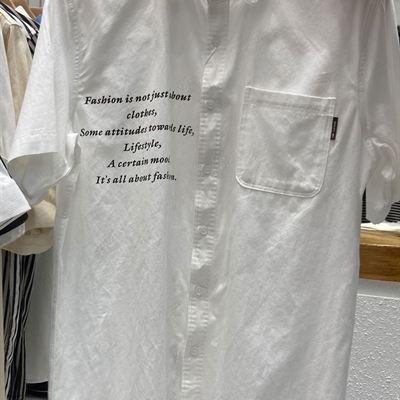 Fashion is not just about
clothes,
Some attitudes towards life,
Lifestyle,
A certain mood
It's all about fashion.